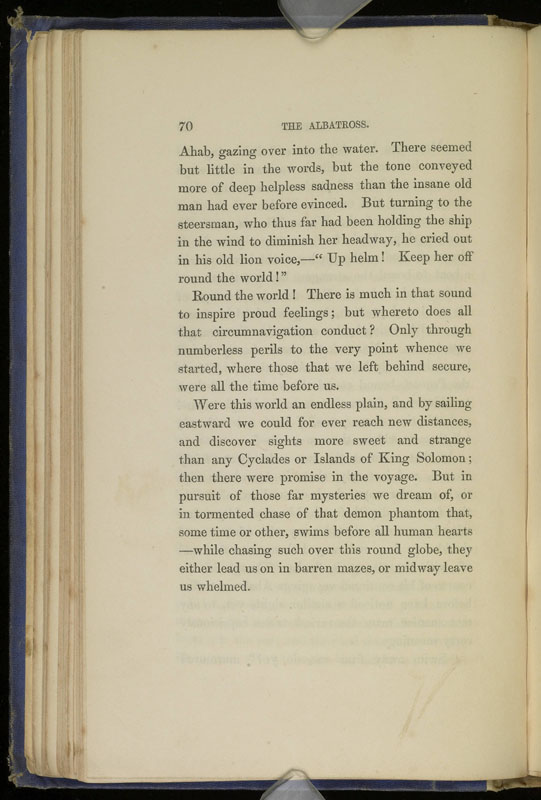 70 THE ALBATROSS.
Ahab, gazing over into the water. There seemed
but little in the words, but the tone conveyed
more of deep helpless sadness than the insane old
man had ever before evinced. But turning to the
steersman, who thus far had been holding the ship
in the wind to diminish her headway, he cried out
in his old lion voice,—“ Up helm! Keep her off
round the world!”
Round the world! There is much in that sound
to inspire proud feelings; but whereto does all
that circumnavigation conduct? Only through
numberless perils to the very point whence we
started, where those that we left behind secure,
were all the time before us.
Were this world an endless plain, and by sailing
eastward we could for ever reach new distances,
and discover sights more sweet and strange
than any Cyclades or Islands of King Solomon;
then there were promise in the voyage. But in
pursuit of those far mysteries we dream of, or
in tormented chase of that demon phantom that,
some time or other, swims before all human hearts
—while chasing such over this round globe, they
either lead us on in barren mazes, or midway leave
us whelmed.